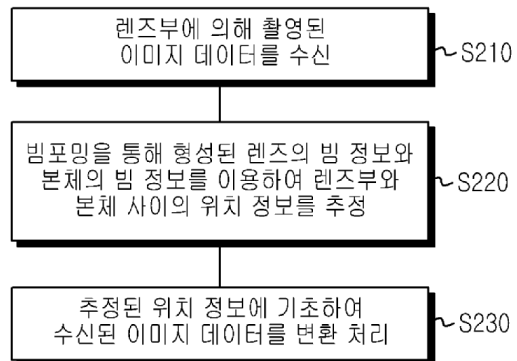 렌즈부에 의해 촬영된
이미지 데이터를 수신
S210
빔포밍을 통해 형성된 렌즈의 빔 정보와
본체의 빔 정보를 이용하여 렌즈부와
본체 사이의 위치 정보를 추정
S220
추정된 위치 정보에 기초하여
수신된 이미지 데이터를 변환 처리
S230